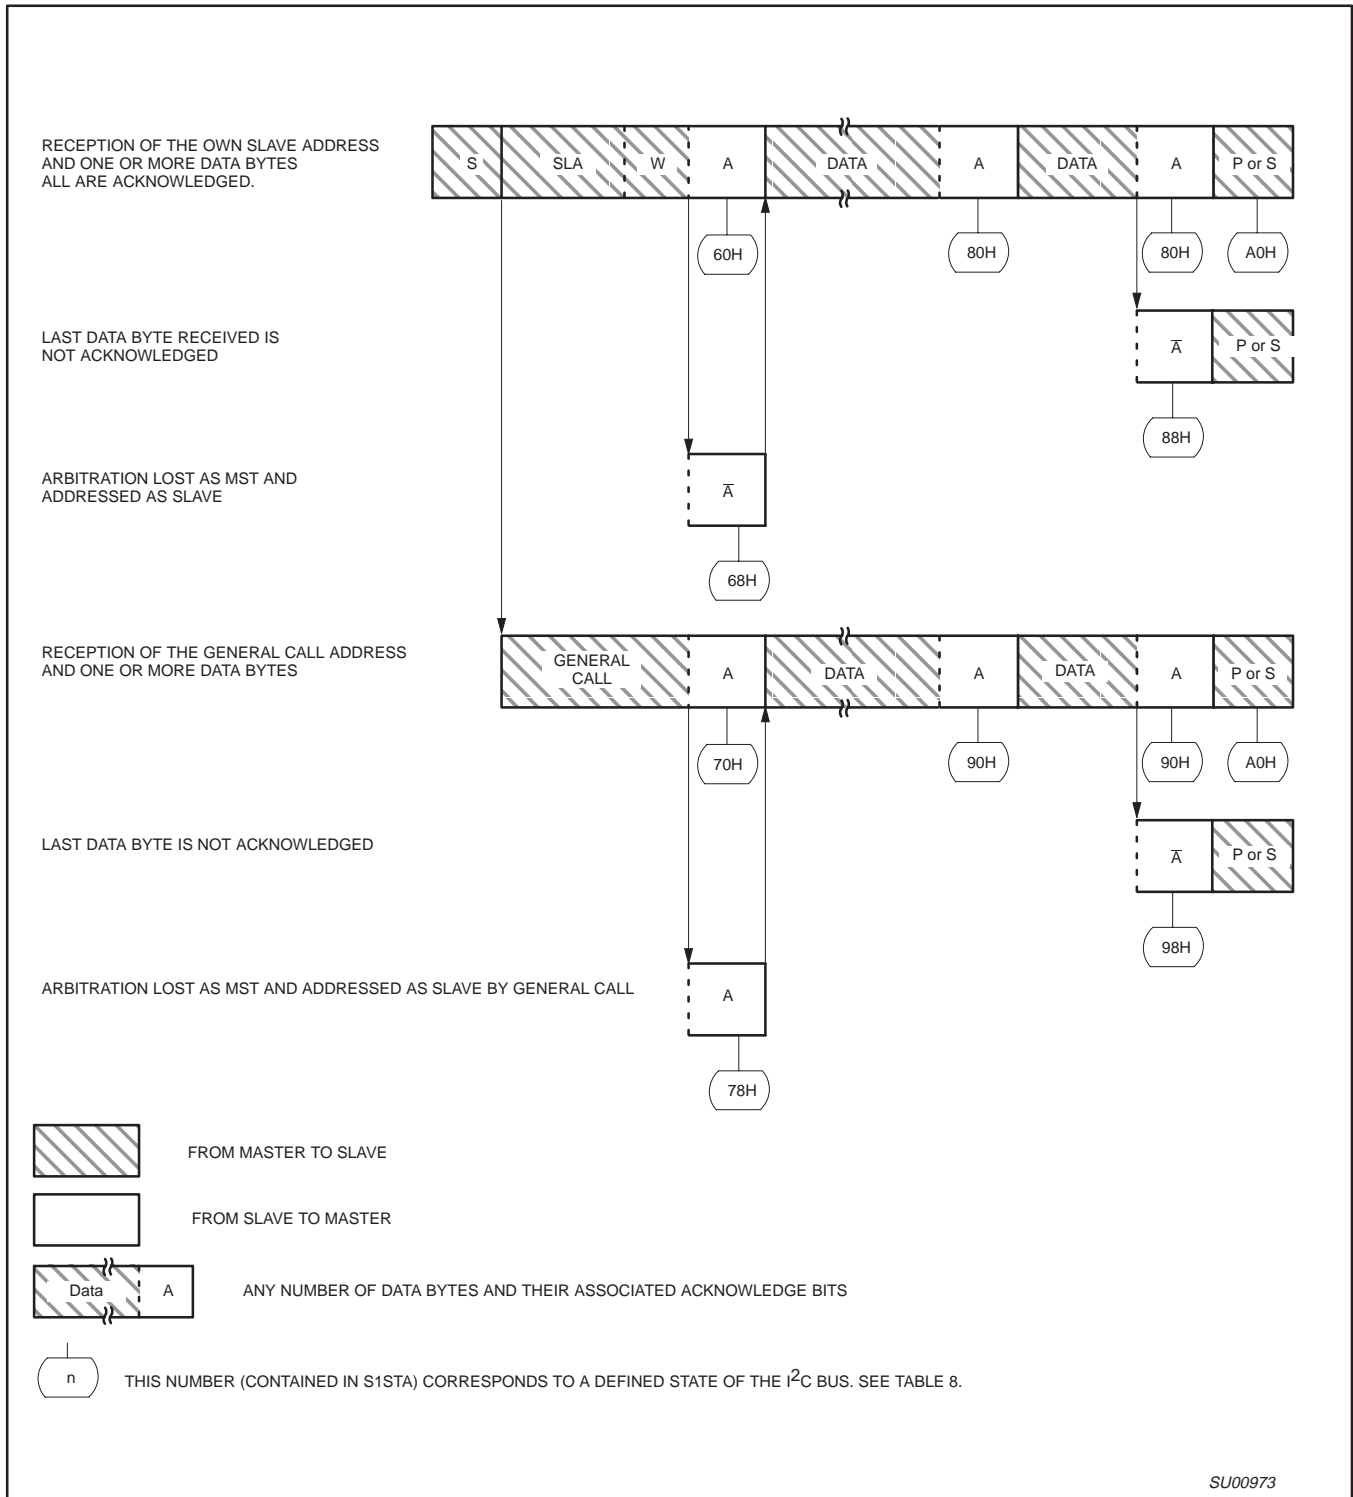 RECEPTION OF THE OWN SLAVE ADDRESS
AND ONE OR MORE DATA BYTES
ALL ARE ACKNOWLEDGED.
S SLA W A DATA A DATA A P or S
60H 80H 80H A0H
LAST DATA BYTE RECEIVED IS
NOT ACKNOWLEDGED
A̅ P or S
88H
ARBITRATION LOST AS MST AND
ADDRESSED AS SLAVE
A̅
68H
RECEPTION OF THE GENERAL CALL ADDRESS
AND ONE OR MORE DATA BYTES
GENERAL
CALL
A DATA A DATA A P or S
70H 90H 90H A0H
LAST DATA BYTE IS NOT ACKNOWLEDGED
A̅ P or S
98H
ARBITRATION LOST AS MST AND ADDRESSED AS SLAVE BY GENERAL CALL
A
78H
FROM MASTER TO SLAVE
FROM SLAVE TO MASTER
Data A
ANY NUMBER OF DATA BYTES AND THEIR ASSOCIATED ACKNOWLEDGE BITS
n
THIS NUMBER (CONTAINED IN S1STA) CORRESPONDS TO A DEFINED STATE OF THE I²C BUS. SEE TABLE 8.
SU00973